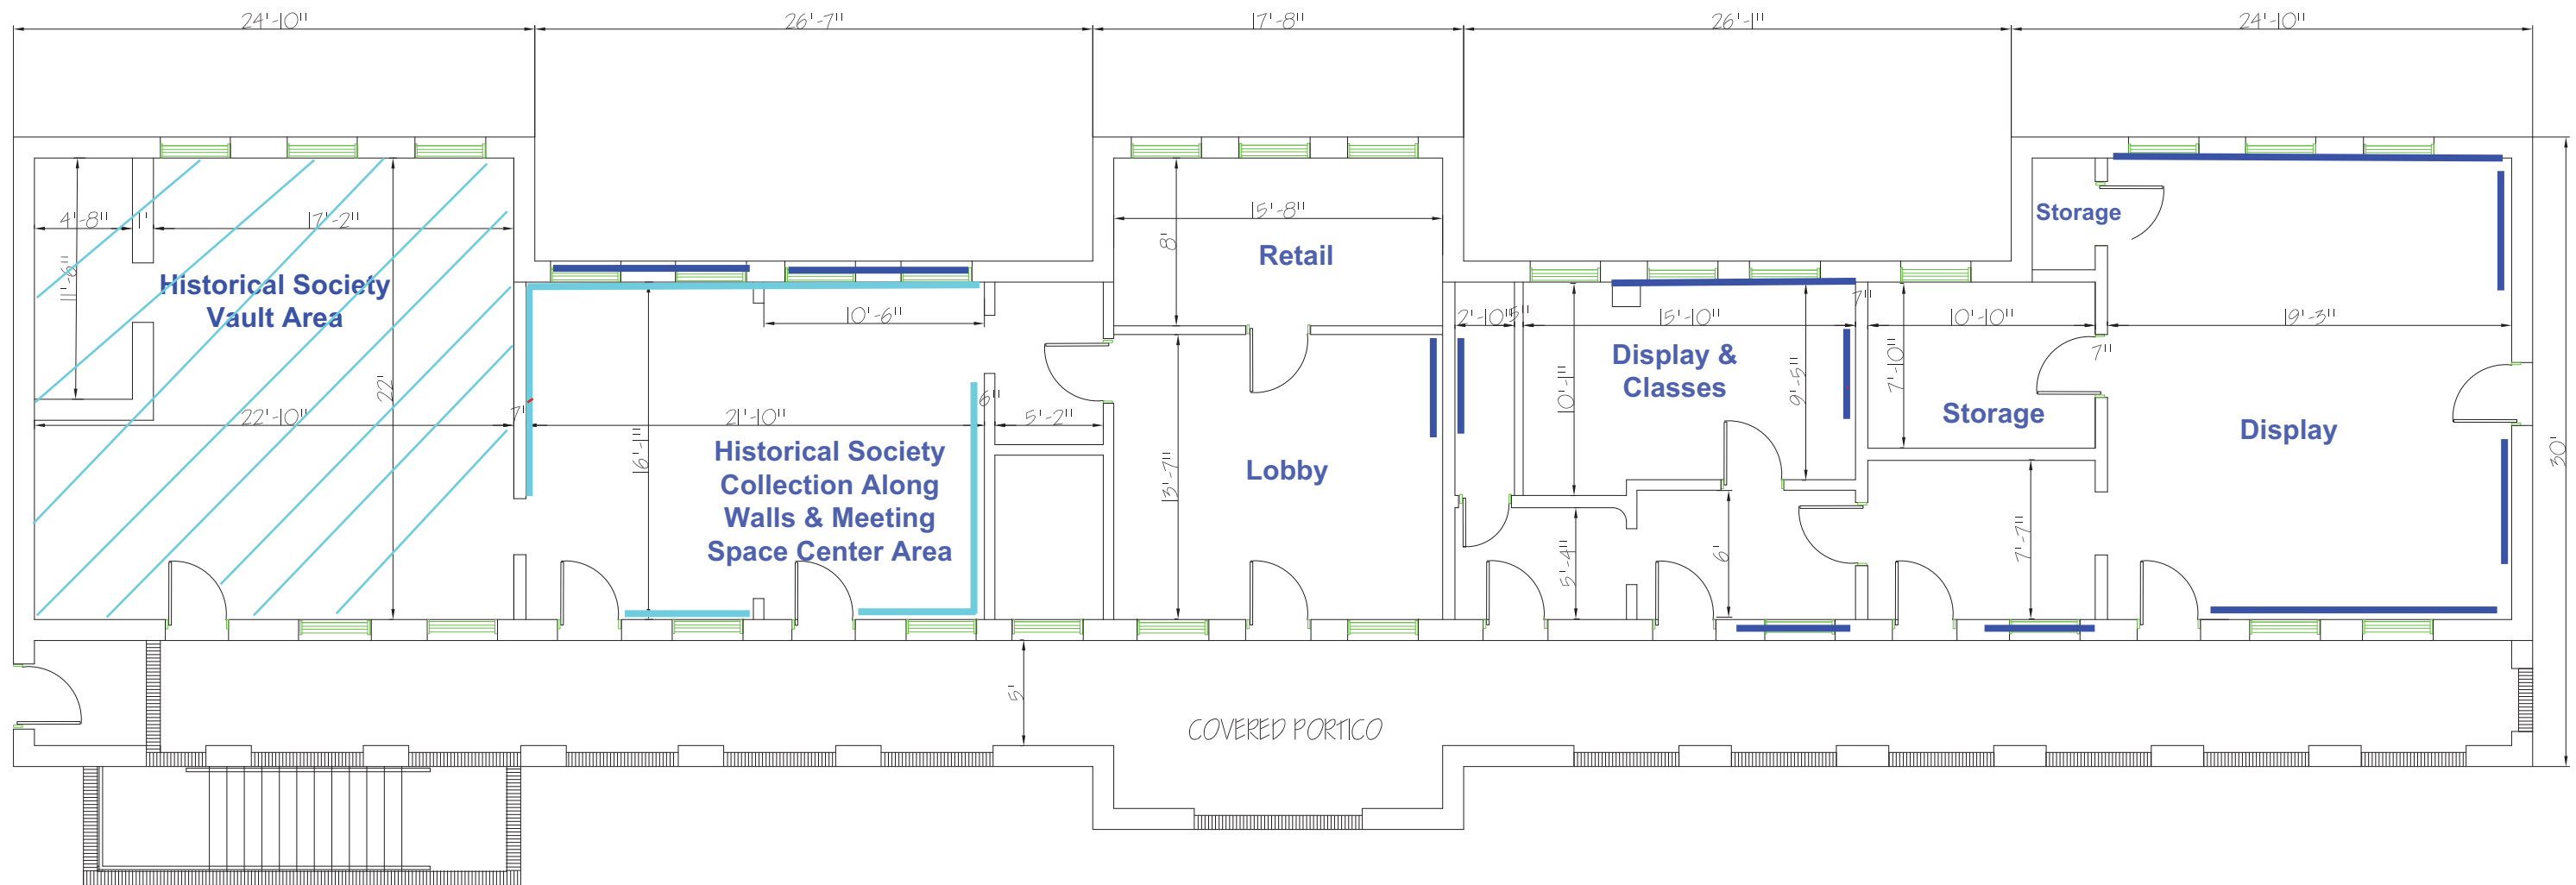 24'-10"
26'-7"
17'-8"
26'-1"
24'-10"
4'-8"
1'
17'-2"
11'-6"
Historical Society
Vault Area
22'
22'-10"
7"
10'-6"
16'-1"
21'-10"
6"
5'-2"
Historical Society
Collection Along
Walls & Meeting
Space Center Area
15'-8"
8'
Retail
13'-7"
Lobby
2'-10"
5"
15'-10"
7"
10'-1"
Display &
Classes
9'-5"
10'-10"
7'-10"
Storage
7"
Storage
19'-3"
Display
5'-4"
6'
7'-7"
30'
5'
COVERED PORTICO